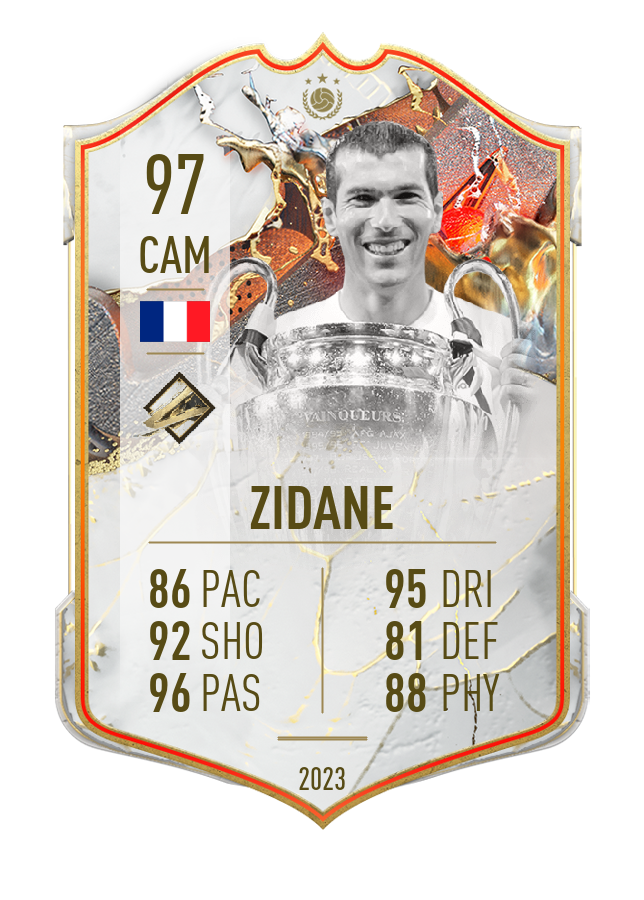 97
CAM
VAINQUEURS
ZIDANE
86 PAC
92 SHO
96 PAS
95 DRI
81 DEF
88 PHY
2023